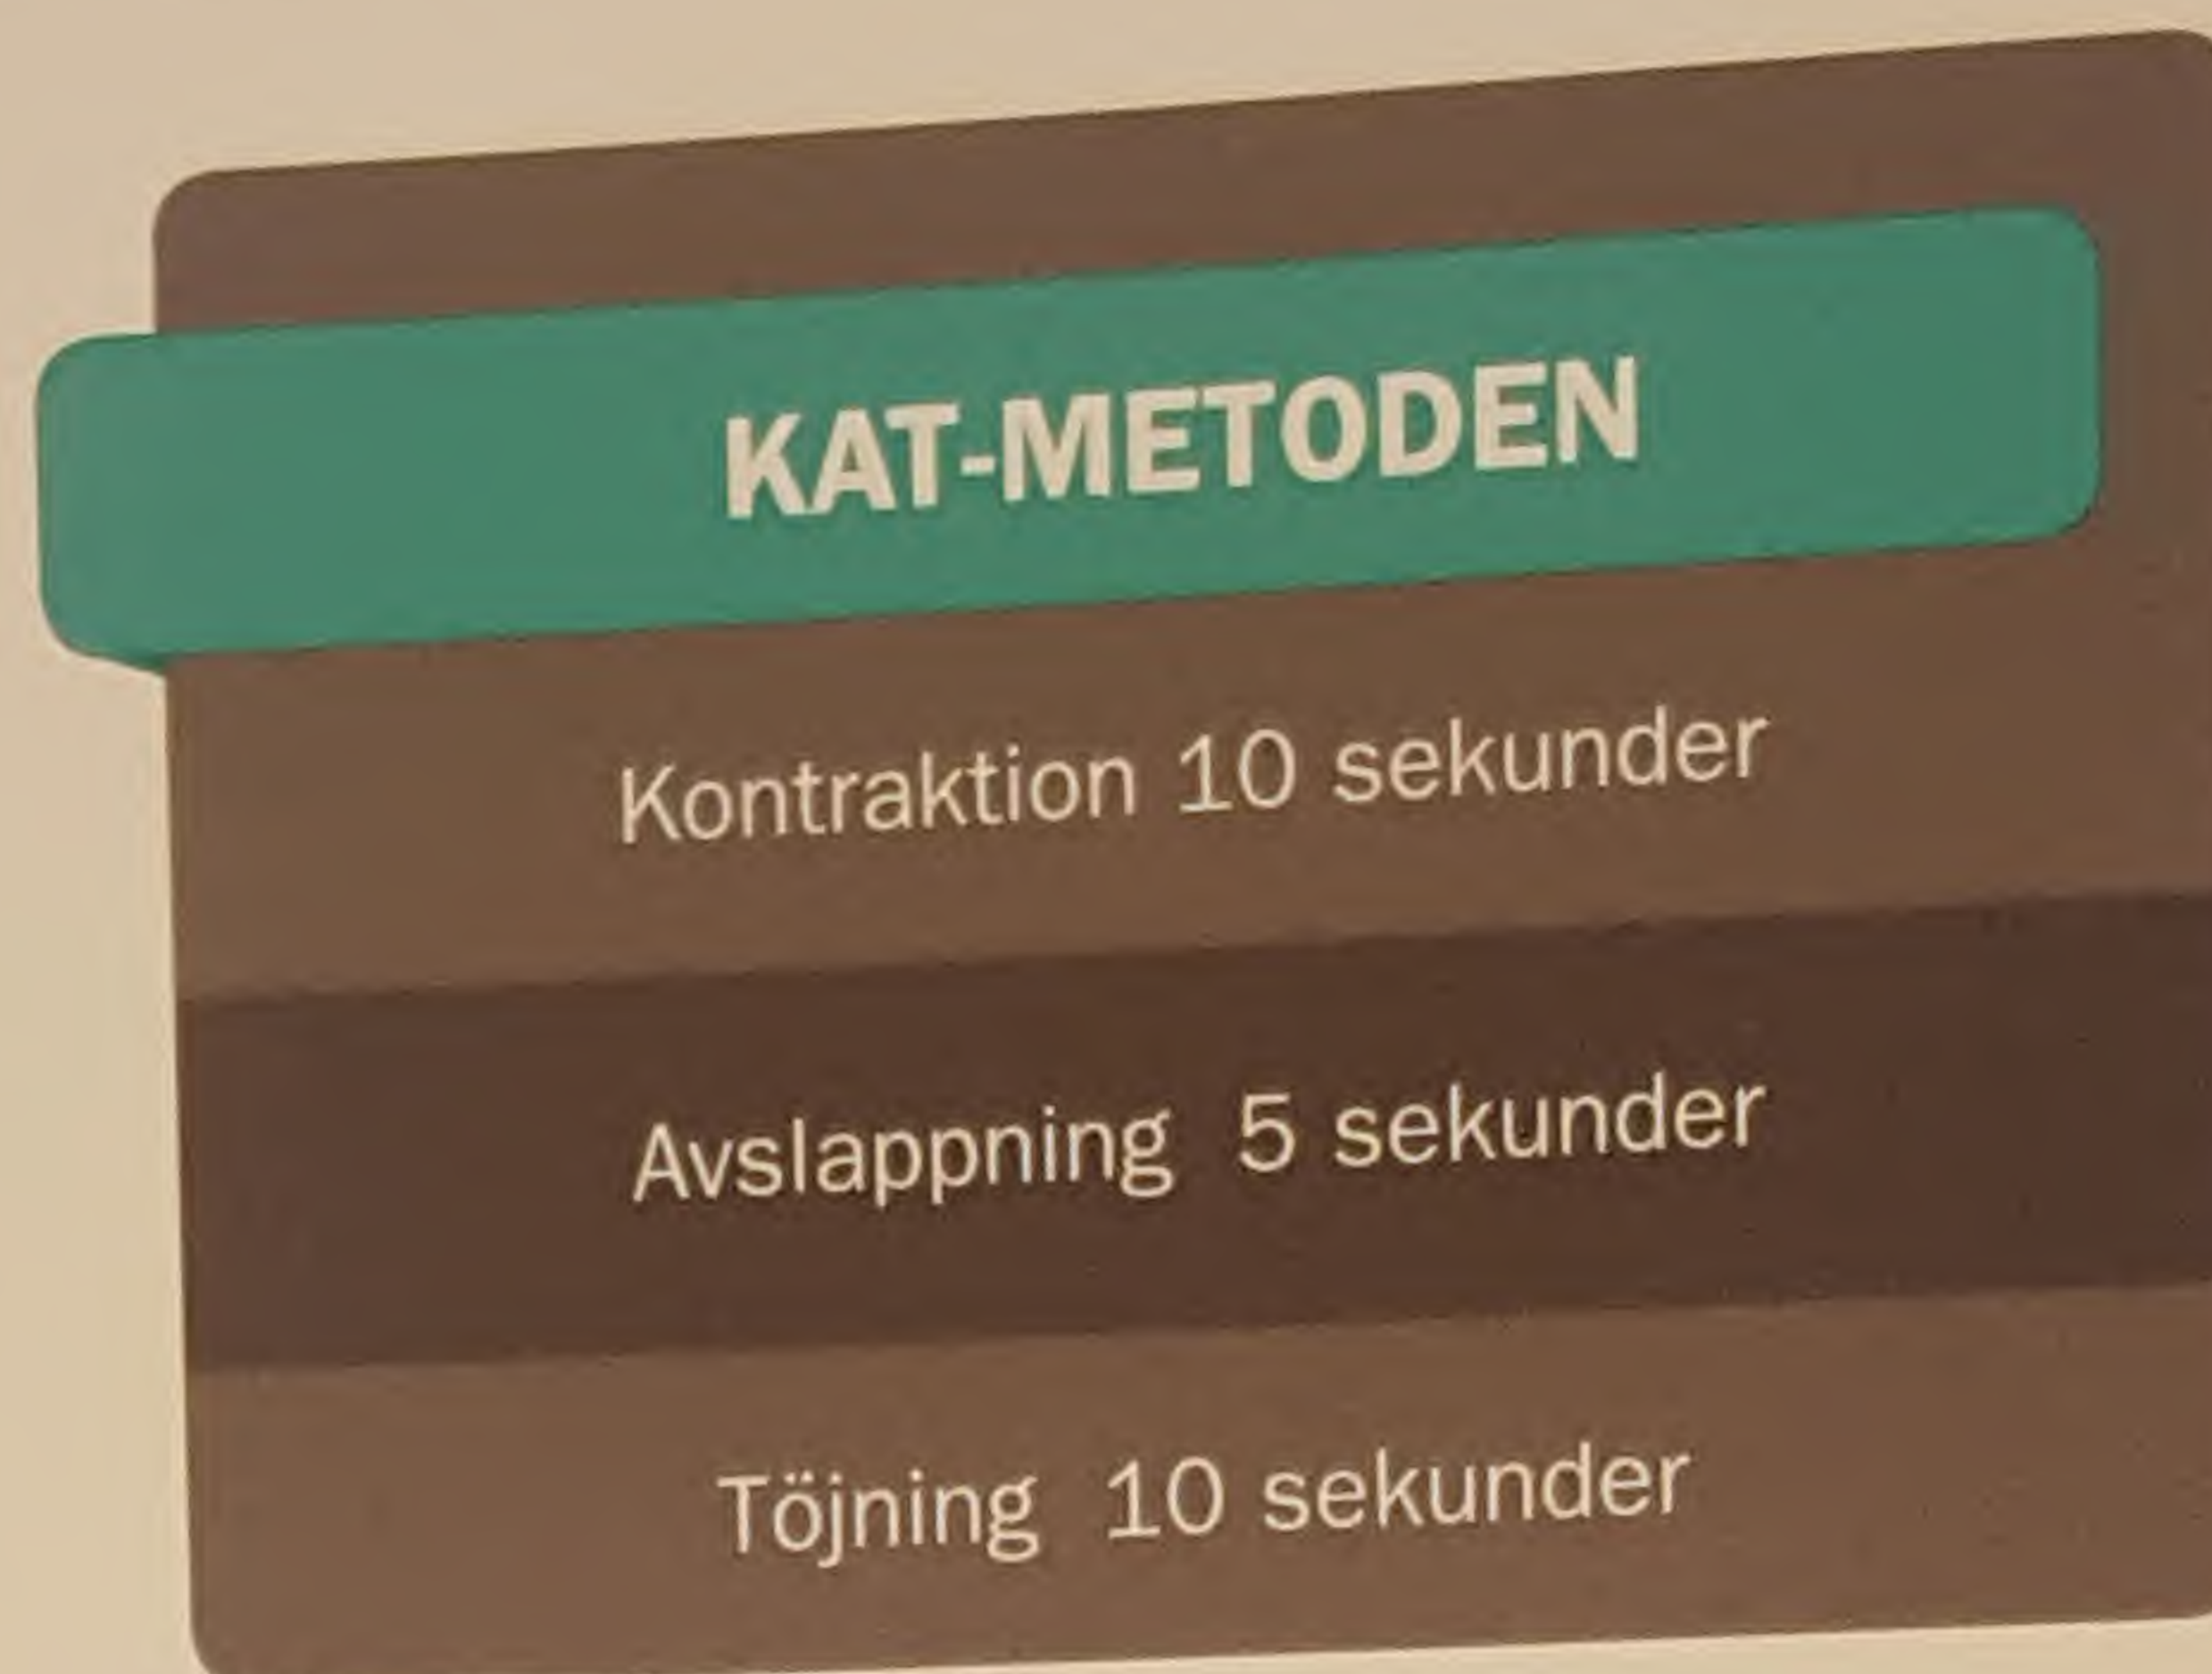 KAT-METODEN
Kontraktion 10 sekunder
Avslappning 5 sekunder
Töjning 10 sekunder